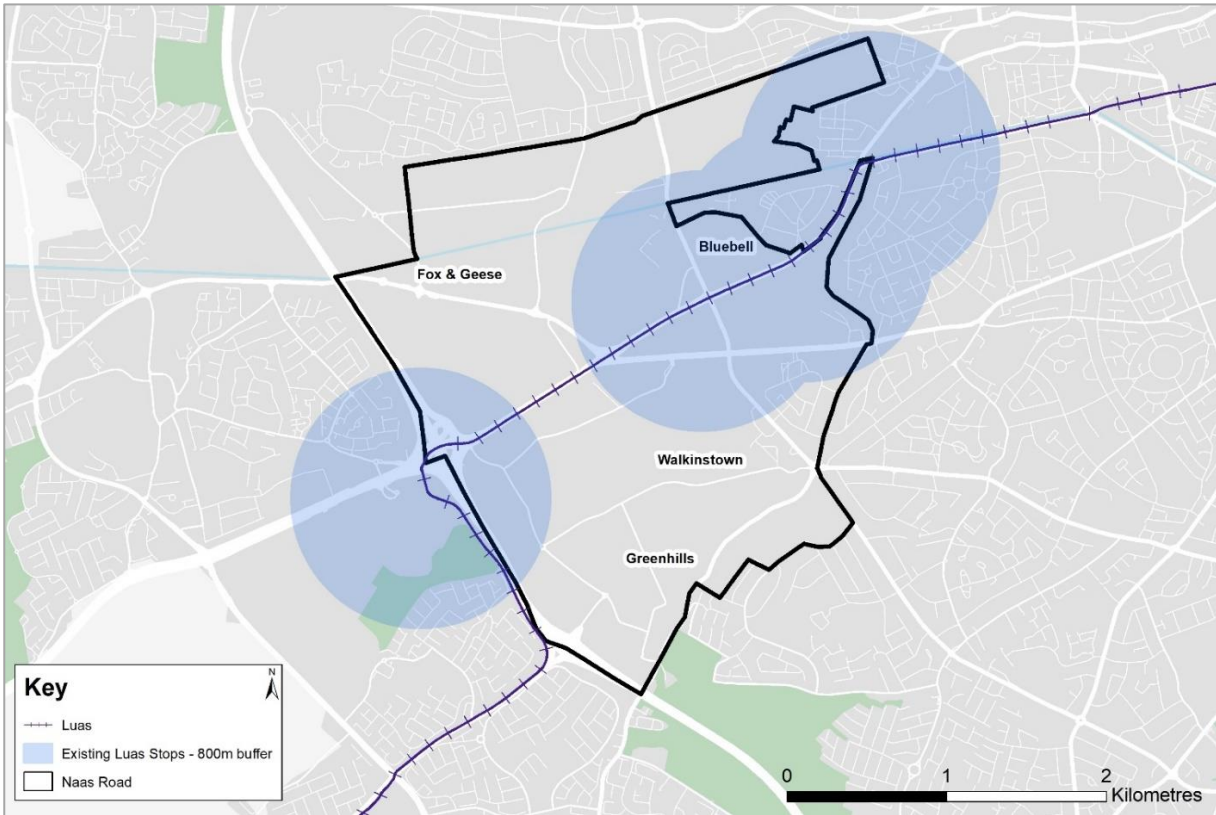 Bluebell
Fox & Geese
Walkinstown
Greenhills
Key
N
Luas
Existing Luas Stops - 800m buffer
Naas Road
0 1 2
Kilometres